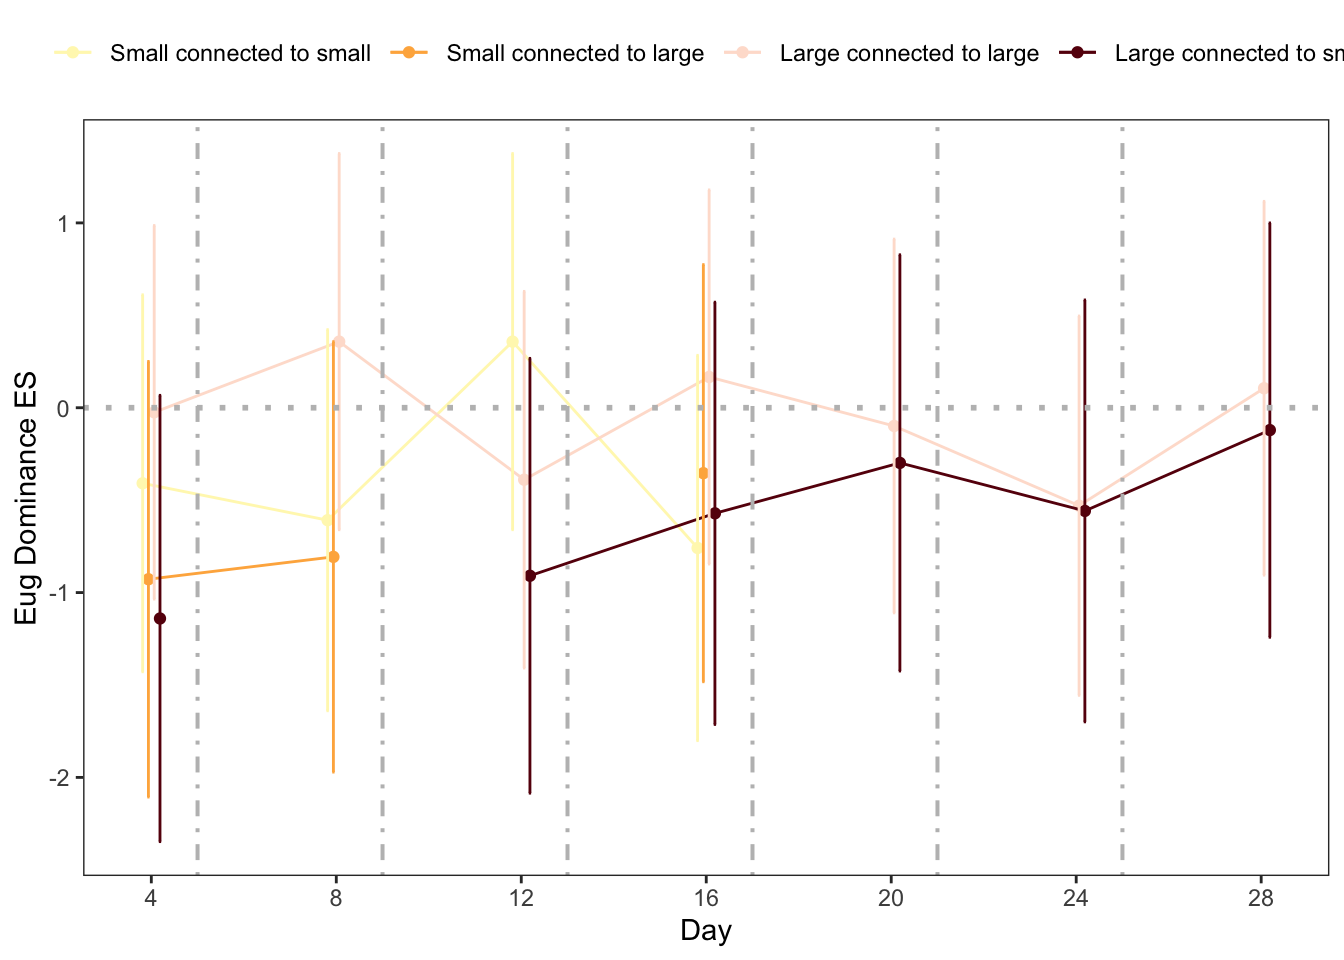 Small connected to small Small connected to large Large connected to large Large connected to sm
Eug Dominance ES
1
0
-1
-2
4 8 12 16 20 24 28
Day